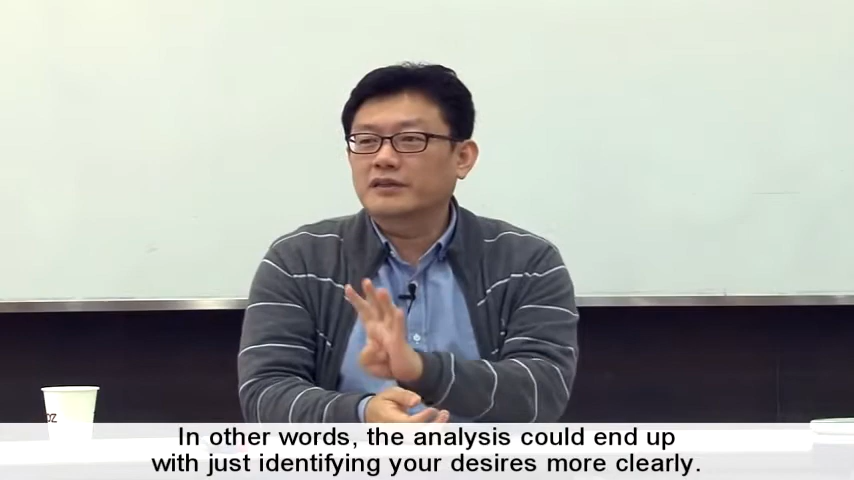 In other words, the analysis could end up
with just identifying your desires more clearly.